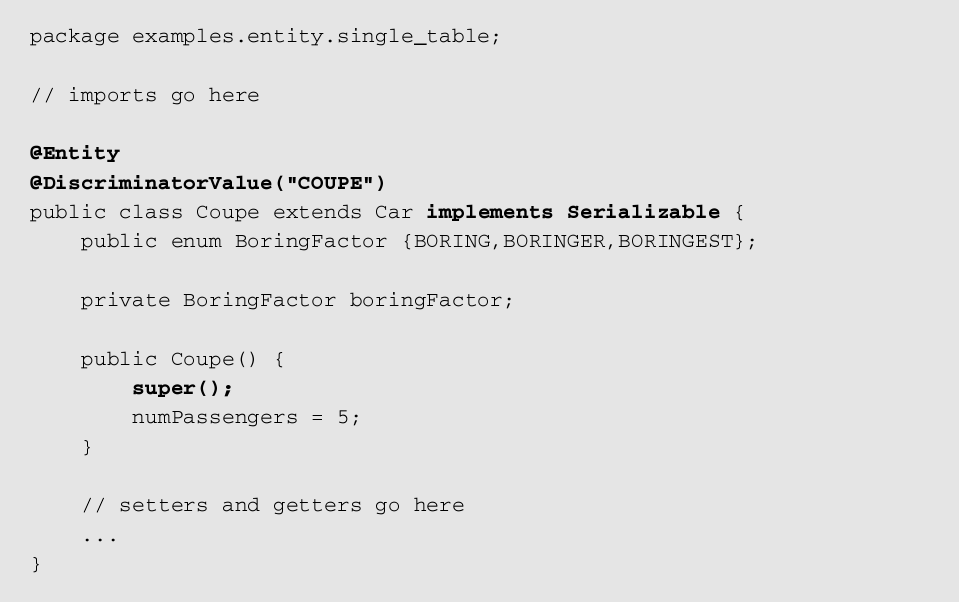 package examples.entity.single_table;
// imports go here
@Entity
@DiscriminatorValue("COUPE")
public class Coupe extends Car implements Serializable {
public enum BoringFactor {BORING,BORINGER,BORINGEST};
private BoringFactor boringFactor;
public Coupe() {
super();
numPassengers = 5;
}
// setters and getters go here
...
}